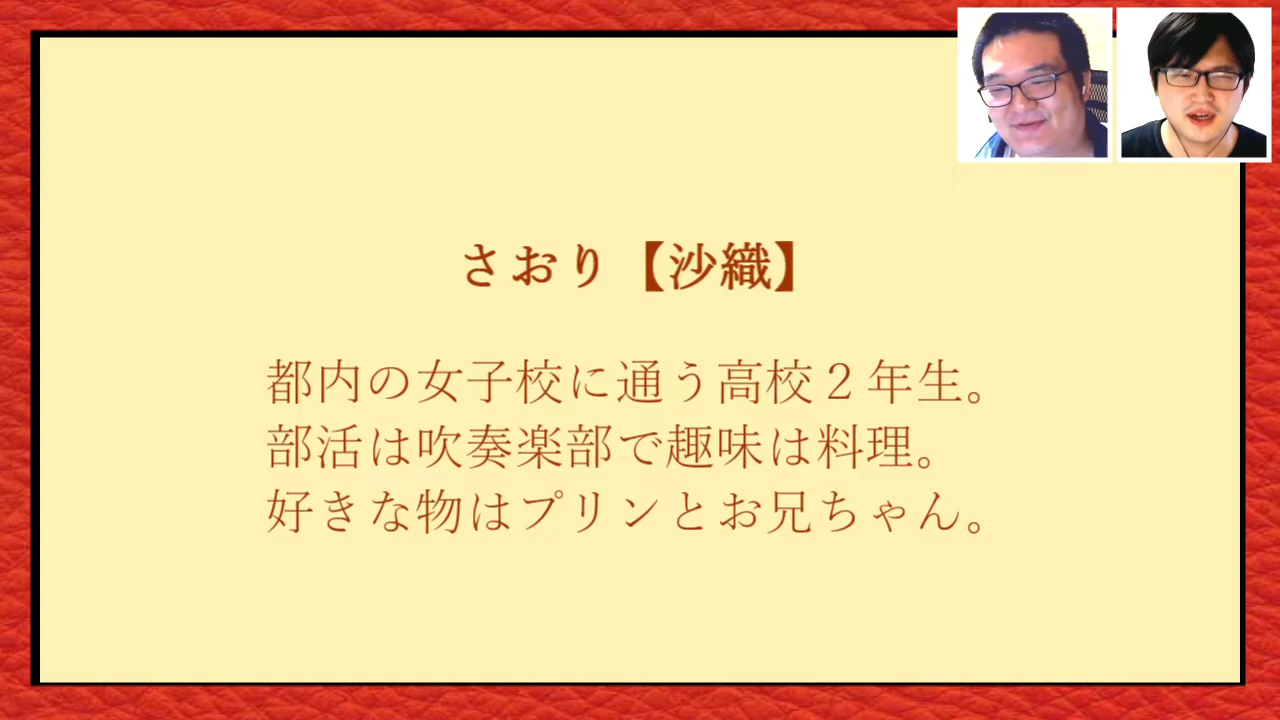 さおり【沙織】
都内の女子校に通う高校２年生。
部活は吹奏楽部で趣味は料理。
好きな物はプリンとお兄ちゃん。